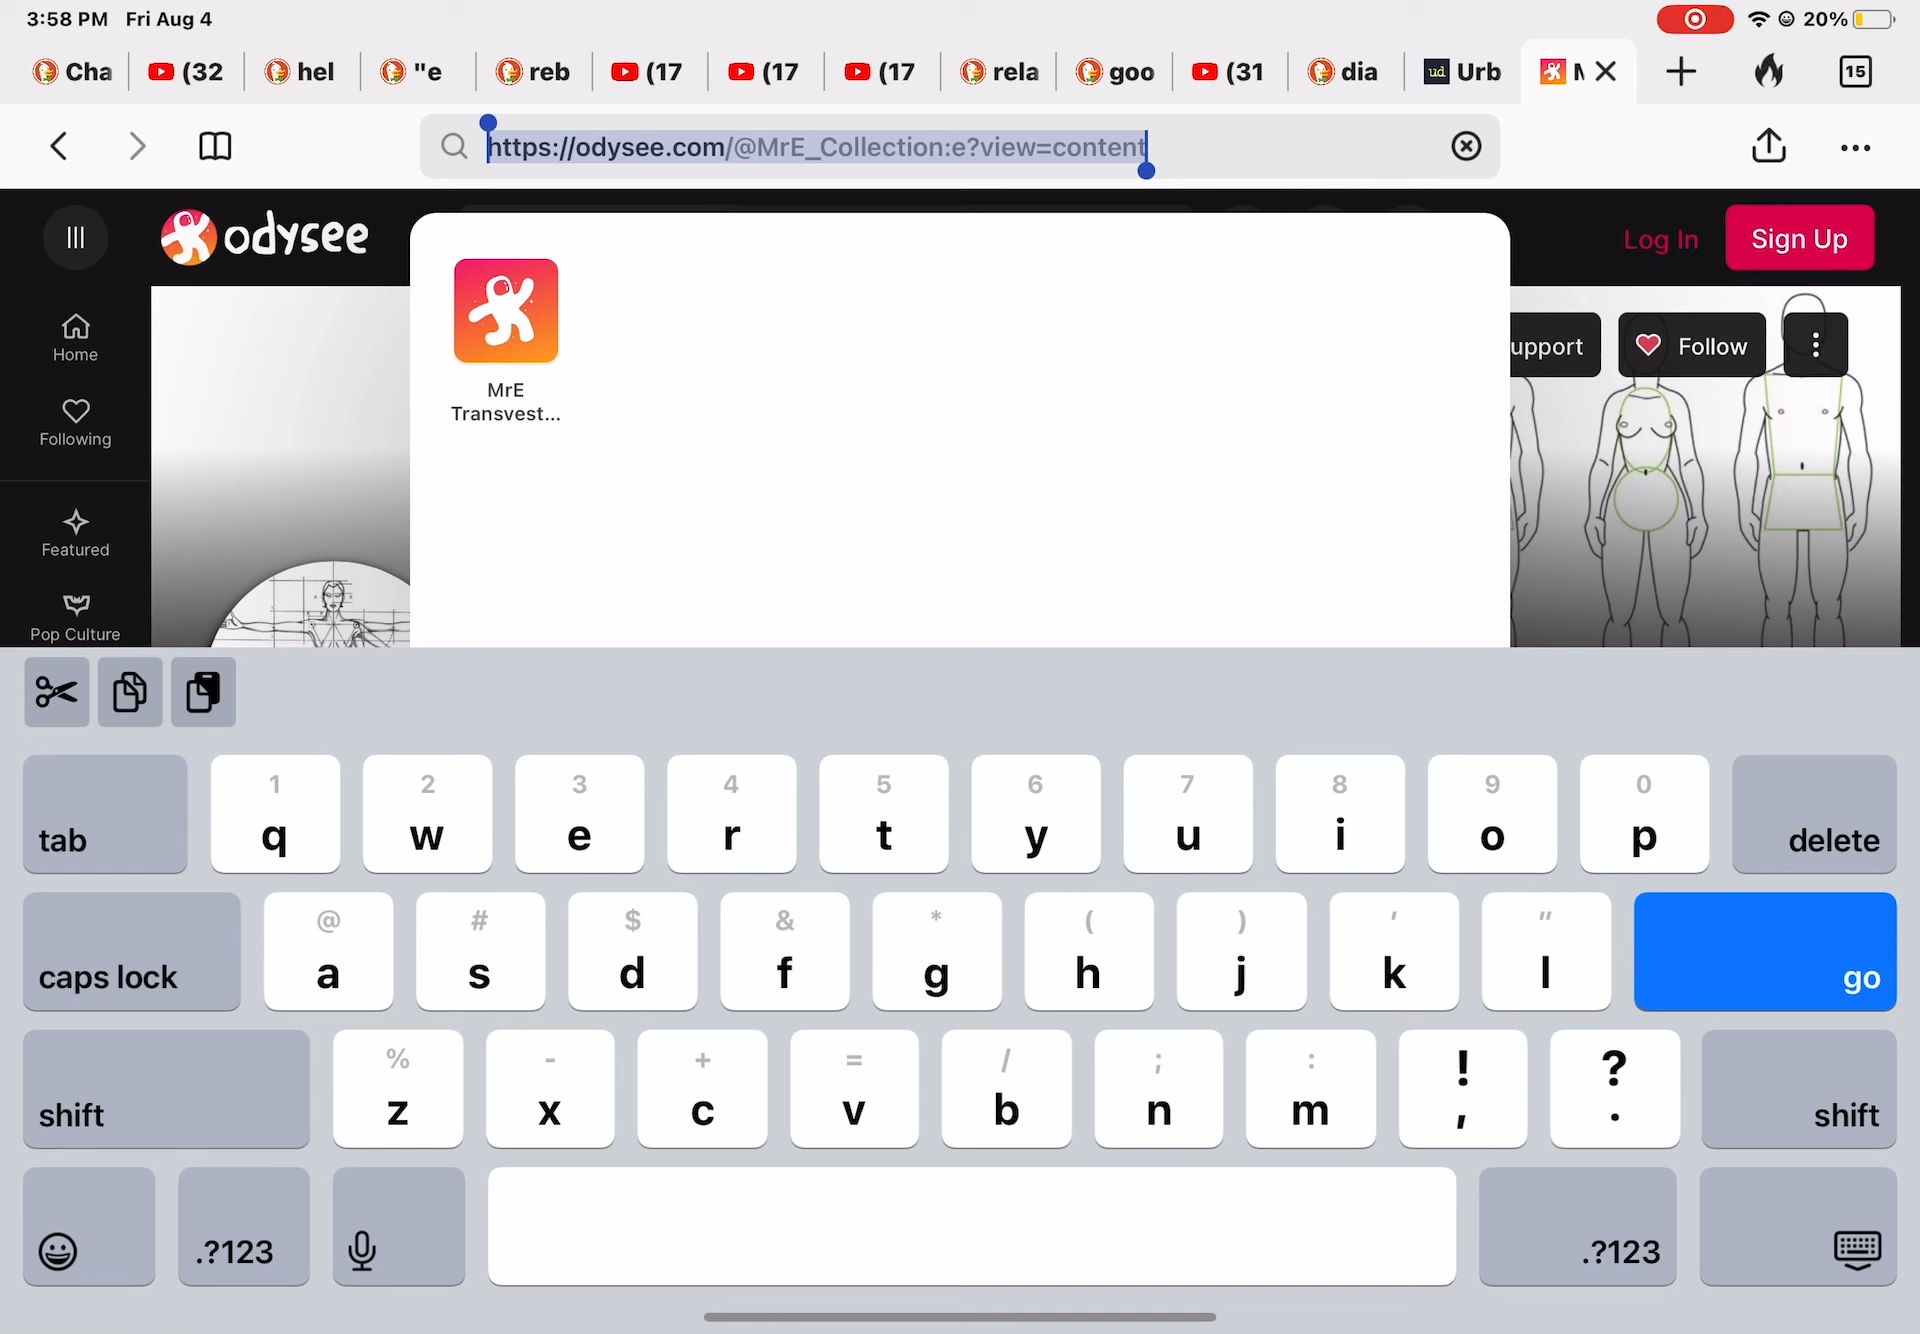 3:58 PM Fri Aug 4
20%
Cha
(32
hel
"e
reb
(17
(17
(17
rela
goo
(31
dia
ud Urb
15
https://odysee.com/@MrE_Collection:e?view=content
odysee
Log In
Sign Up
MrE
Transvest...
upport
Follow
Home
Following
Featured
Pop Culture
tab
1 2 3 4 5 6 7 8 9 0
q w e r t y u i o p
delete
@ # $ & * ( ) ' "
caps lock
a s d f g h j k l
go
% - + = / ; : ! ?
shift
z x c v b n m , .
shift
.?123
.?123